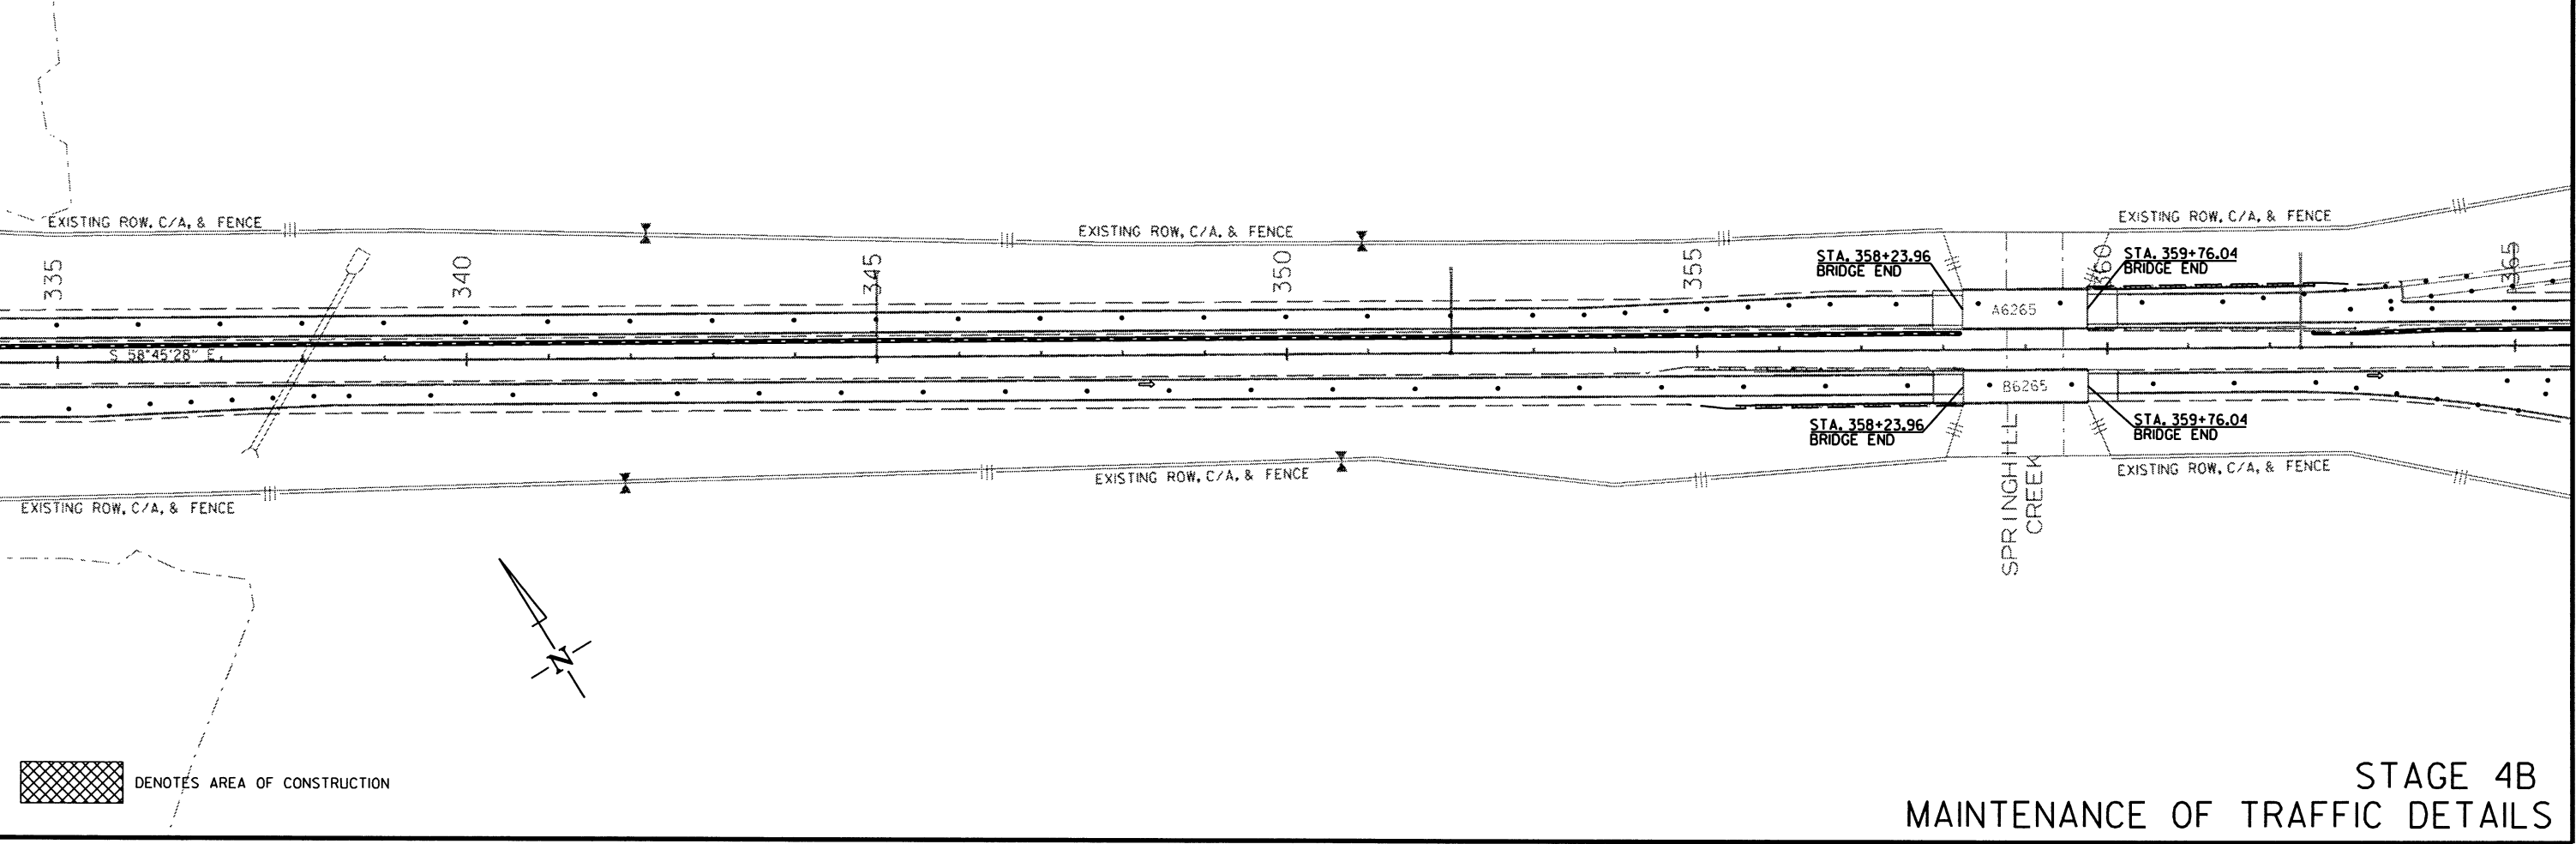 EXISTING ROW, C/A, & FENCE
EXISTING ROW, C/A, & FENCE
EXISTING ROW, C/A, & FENCE
335
340
345
350
355
360
365
STA. 358+23.96
BRIDGE END
STA. 359+76.04
BRIDGE END
A6265
S 58°45'28" E
B6265
STA. 358+23.96
BRIDGE END
STA. 359+76.04
BRIDGE END
SPRINGHILL
CREEK
EXISTING ROW, C/A, & FENCE
EXISTING ROW, C/A, & FENCE
EXISTING ROW, C/A, & FENCE
N
DENOTES AREA OF CONSTRUCTION
STAGE 4B
MAINTENANCE OF TRAFFIC DETAILS